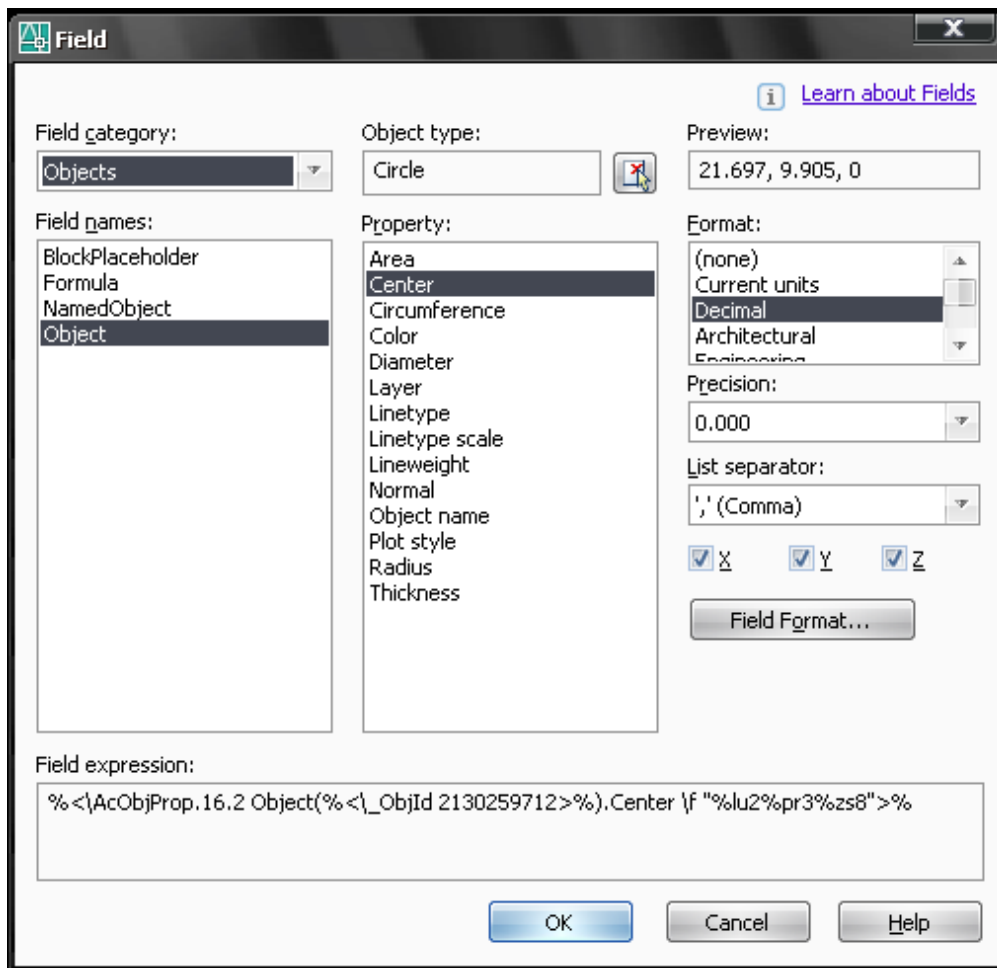 Field
X
Learn about Fields
Field category:
Objects
Field names:
BlockPlaceholder
Formula
NamedObject
Object
Object type:
Circle
Property:
Area
Center
Circumference
Color
Diameter
Layer
Linetype
Linetype scale
Lineweight
Normal
Object name
Plot style
Radius
Thickness
Preview:
21.697, 9.905, 0
Format:
(none)
Current units
Decimal
Architectural
Engineering
Precision:
0.000
List separator:
',' (Comma)
X Y Z
Field Format...
Field expression:
%<\AcObjProp.16.2 Object(%<\_ObjId 2130259712>%).Center \f "%lu2%pr3%zs8">%
OK Cancel Help